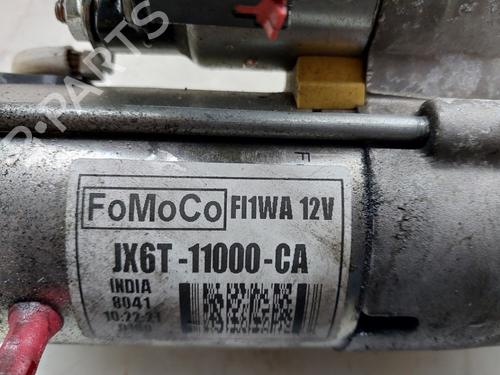 FoMoCo FI1WA 12V
JX6T-11000-CA
INDIA
8041
10:22:21